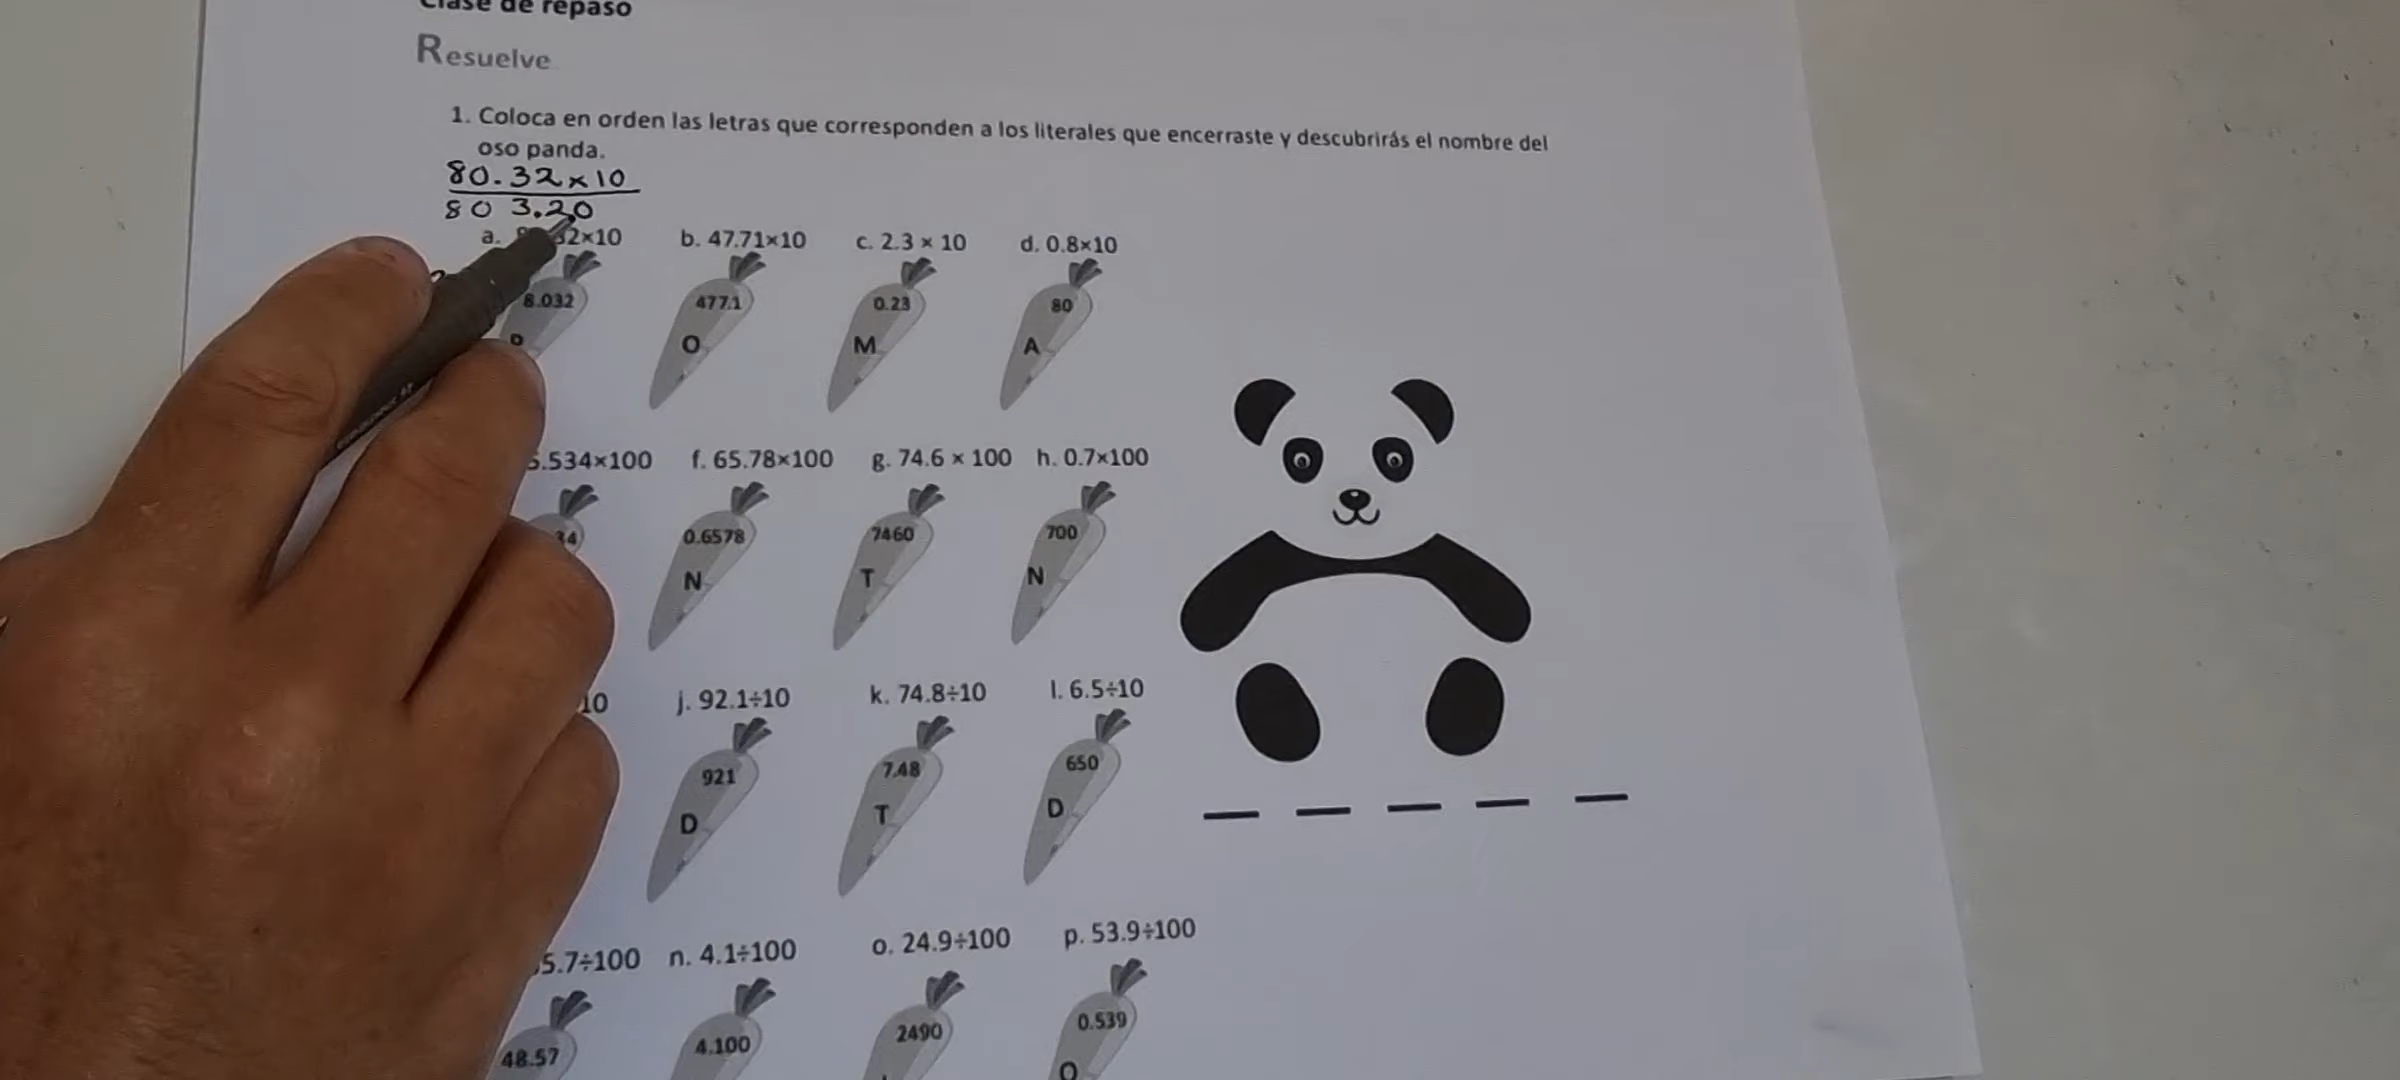 Clase de repaso
Resuelve
1. Coloca en orden las letras que corresponden a los literales que encerraste y descubrirás el nombre del
oso panda.
80.32×10
803.20
a. 2×10 b. 47.71×10 c. 2.3 × 10 d. 0.8×10
8.032 477.1 0.23 80
O M A
.534×100 f. 65.78×100 g. 74.6 × 100 h. 0.7×100
34 0.6578 7460 700
N T N
10 j. 92.1÷10 k. 74.8÷10 l. 6.5÷10
921 7.48 650
D T D
5.7÷100 n. 4.1÷100 o. 24.9÷100 p. 53.9÷100
48.57 4.100 2490 0.539
O